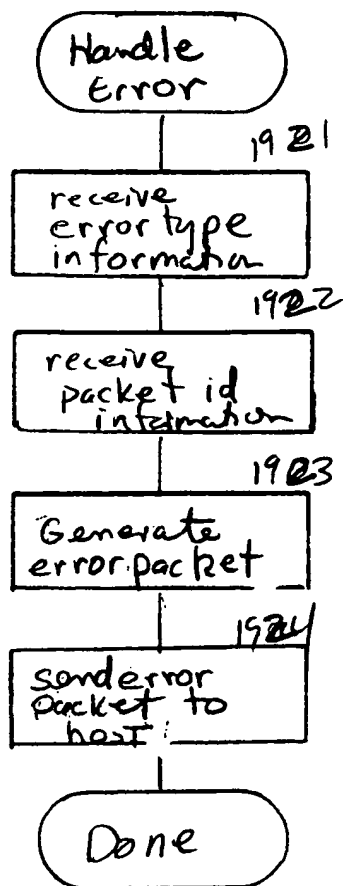 Handle
Error
1921
receive
error type
information
1922
receive
packet id
information
1923
Generate
error packet
1924
send error
packet to
host
Done